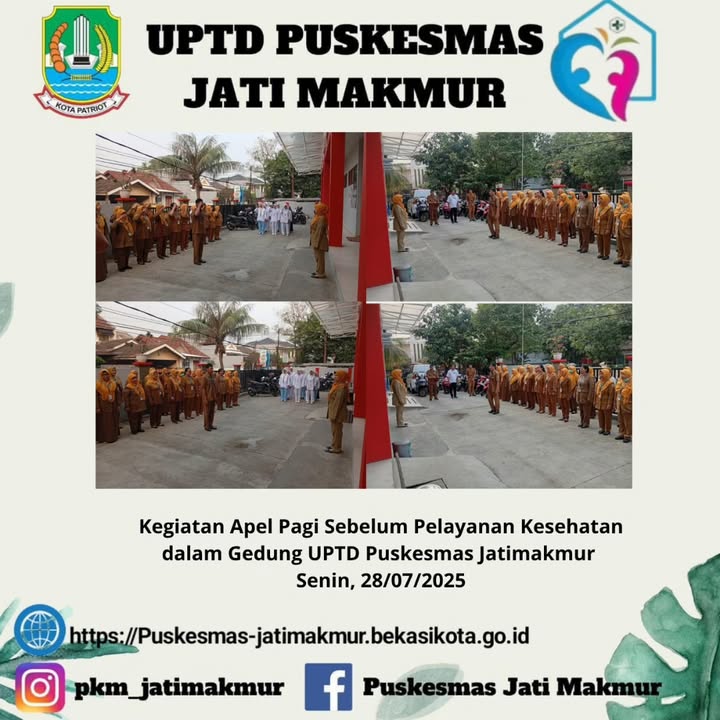 UPTD PUSKESMAS
JATI MAKMUR
KOTA PATRIOT
Kegiatan Apel Pagi Sebelum Pelayanan Kesehatan
dalam Gedung UPTD Puskesmas Jatimakmur
Senin, 28/07/2025
https://Puskesmas-jatimakmur.bekasikota.go.id
pkm_jatimakmur
Puskesmas Jati Makmur